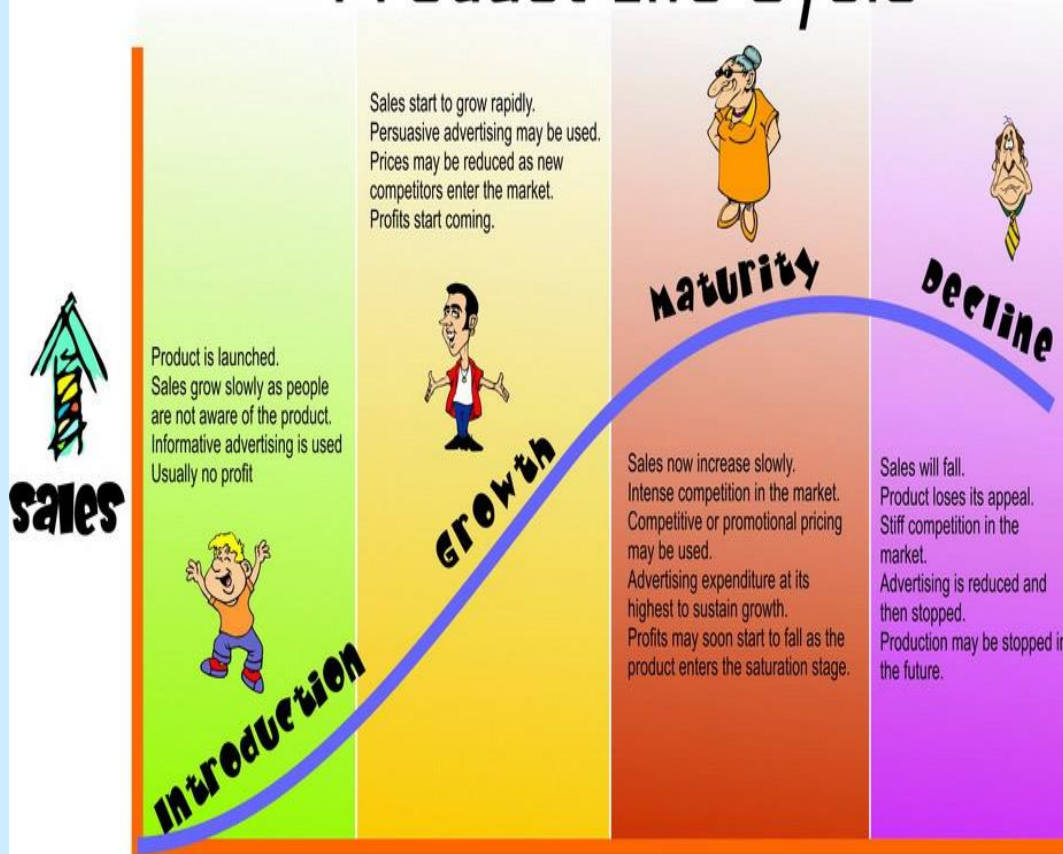 Product Life Cycle
Sales start to grow rapidly.
Persuasive advertising may be used.
Prices may be reduced as new
competitors enter the market.
Profits start coming.
Maturity
Decline
Product is launched.
Sales grow slowly as people
are not aware of the product.
Informative advertising is used
Usually no profit
Sales
Growth
Sales now increase slowly.
Intense competition in the market.
Competitive or promotional pricing
may be used.
Advertising expenditure at its
highest to sustain growth.
Profits may soon start to fall as the
product enters the saturation stage.
Sales will fall.
Product loses its appeal.
Stiff competition in the
market.
Advertising is reduced and
then stopped.
Production may be stopped in
the future.
Introduction